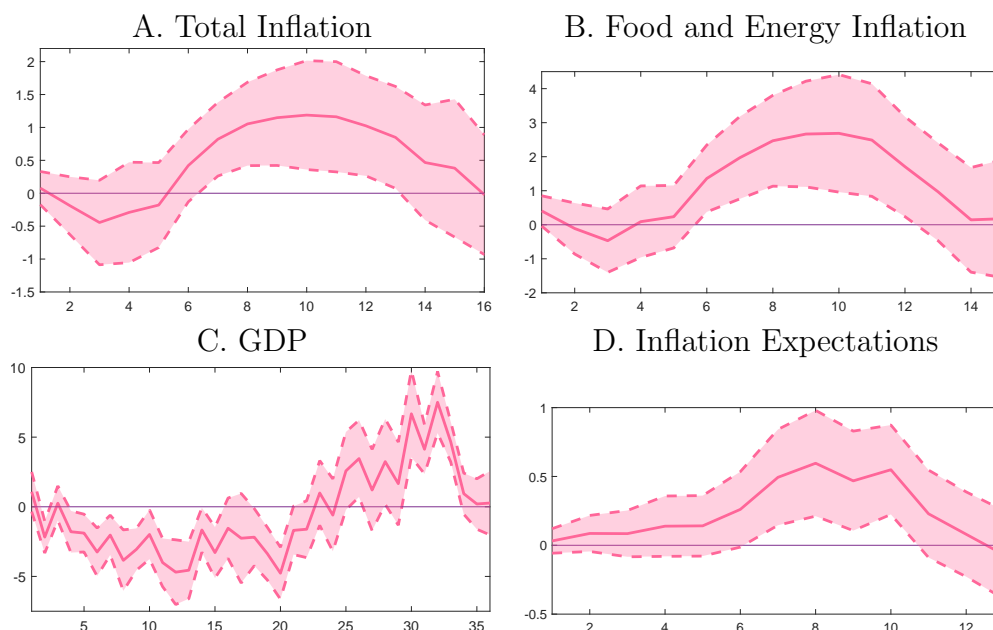 A. Total Inflation
2
1.5
1
0.5
0
-0.5
-1
-1.5
2 4 6 8 10 12 14 16
B. Food and Energy Inflation
4
3
2
1
0
-1
-2
2 4 6 8 10 12 14
C. GDP
10
5
0
-5
5 10 15 20 25 30 35
D. Inflation Expectations
1
0.5
0
-0.5
2 4 6 8 10 12